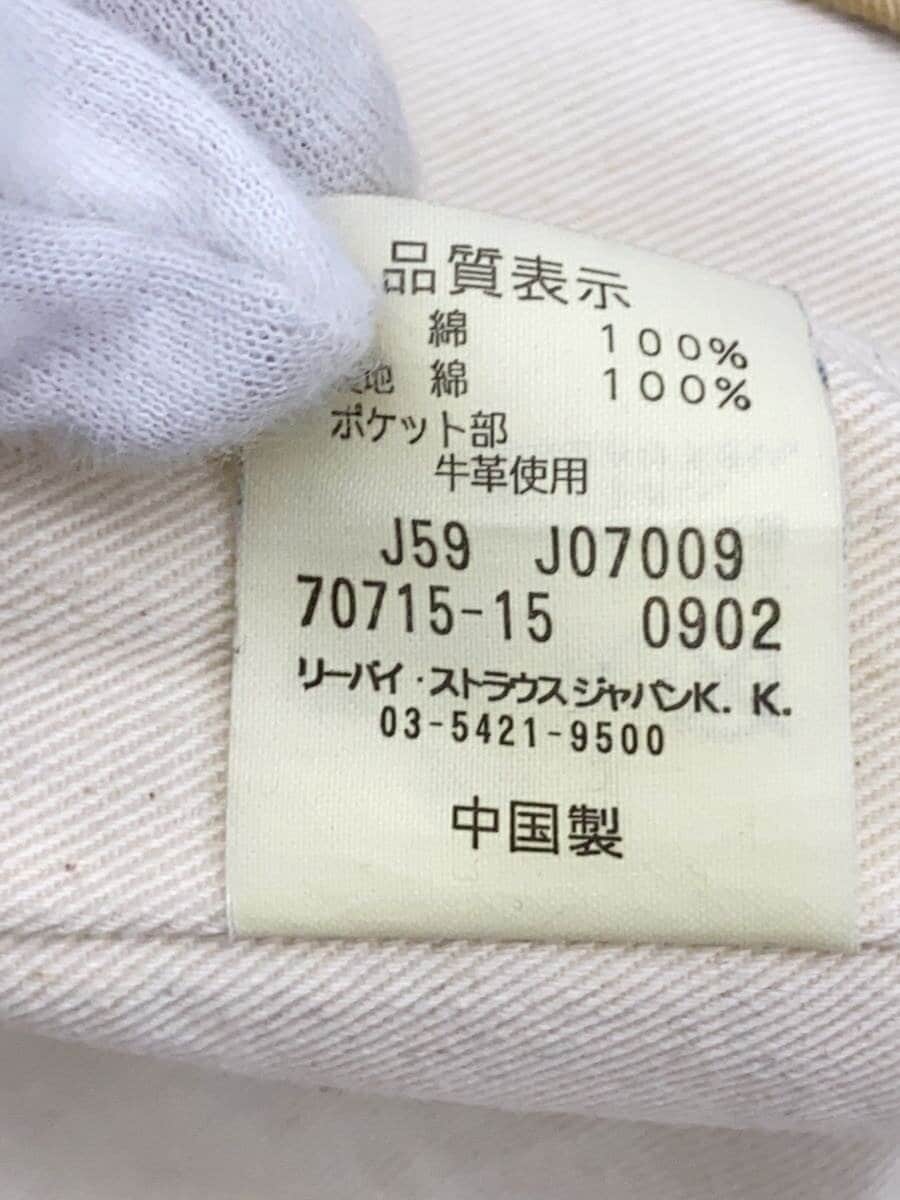 品質表示
綿 100%
地 綿 100%
ポケット部
牛革使用
J59 J07009
70715-15 0902
リーバイ・ストラウス ジャパンK.K.
03-5421-9500
中国製